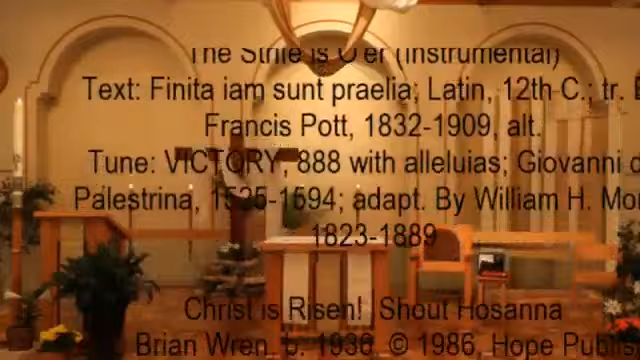 The Strife is O'er (Instrumental)
Text: Finita iam sunt praelia; Latin, 12th C.; tr.
Francis Pott, 1832-1909, alt.
Tune: VICTORY, 888 with alleluias; Giovanni
Palestrina, 1525-1594; adapt. By William H.
1823-1889
Christ is Risen! Shout Hosanna
Brian Wren, b. 1936, © 1986, Hope